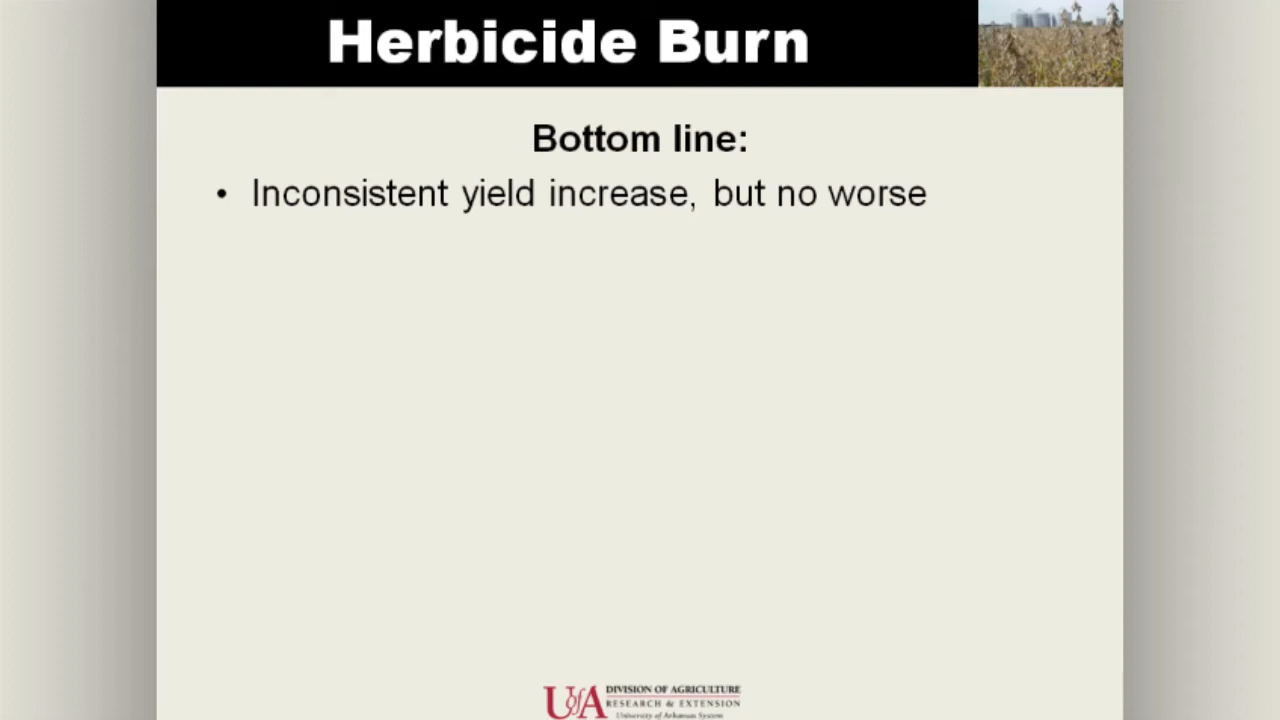 Herbicide Burn
Bottom line:
• Inconsistent yield increase, but no worse
UofA
DIVISION OF AGRICULTURE
RESEARCH & EXTENSION
University of Arkansas System